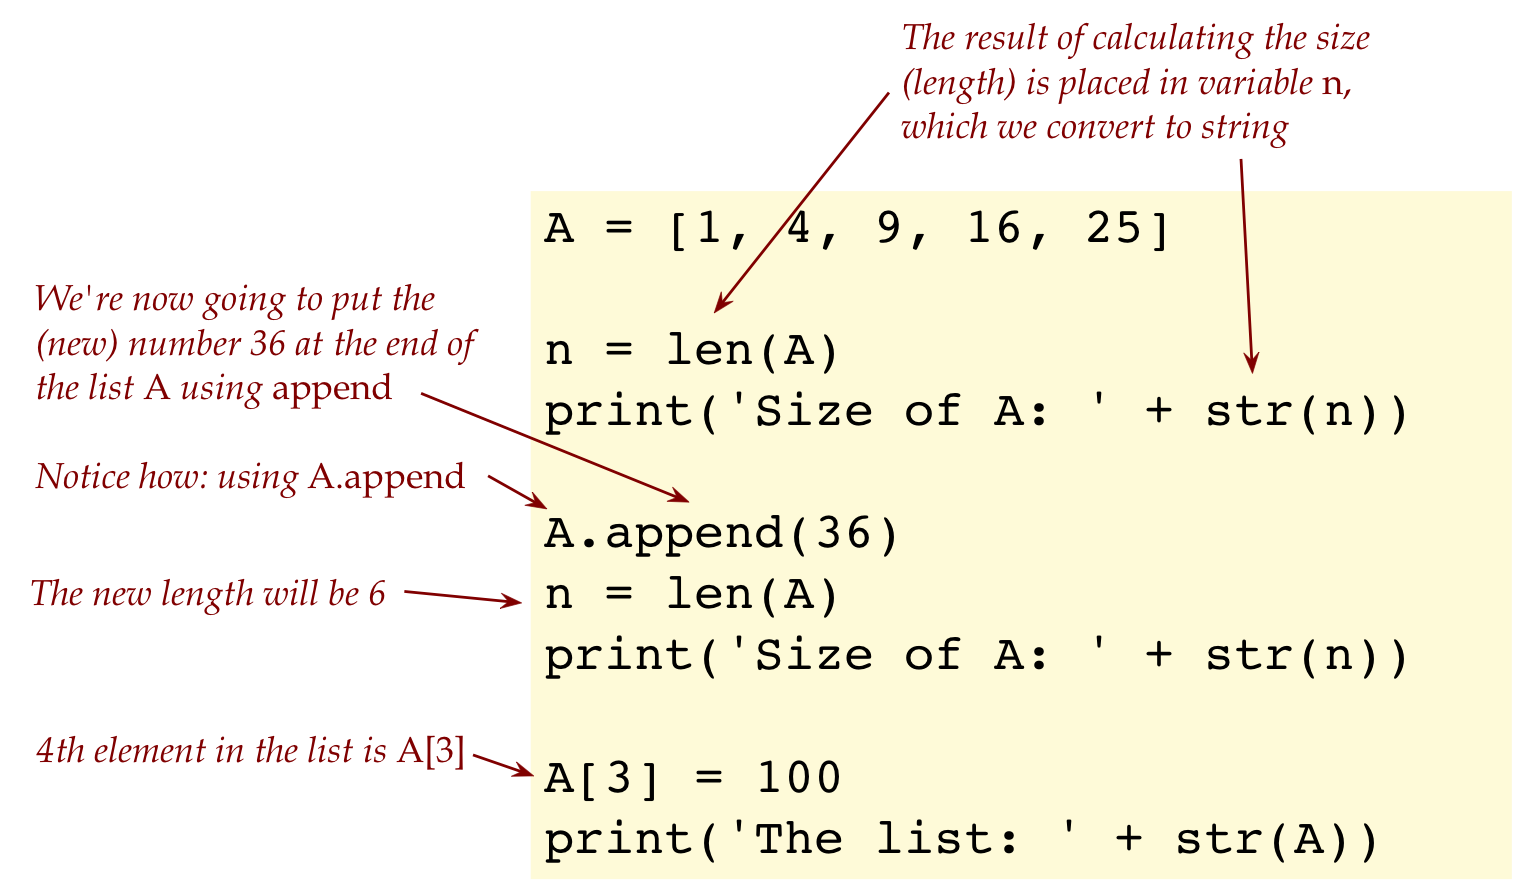 The result of calculating the size
(length) is placed in variable n,
which we convert to string
A = [1, 4, 9, 16, 25]
We're now going to put the
(new) number 36 at the end of
the list A using append
n = len(A)
print('Size of A: ' + str(n))
Notice how: using A.append
A.append(36)
The new length will be 6
n = len(A)
print('Size of A: ' + str(n))
4th element in the list is A[3]
A[3] = 100
print('The list: ' + str(A))